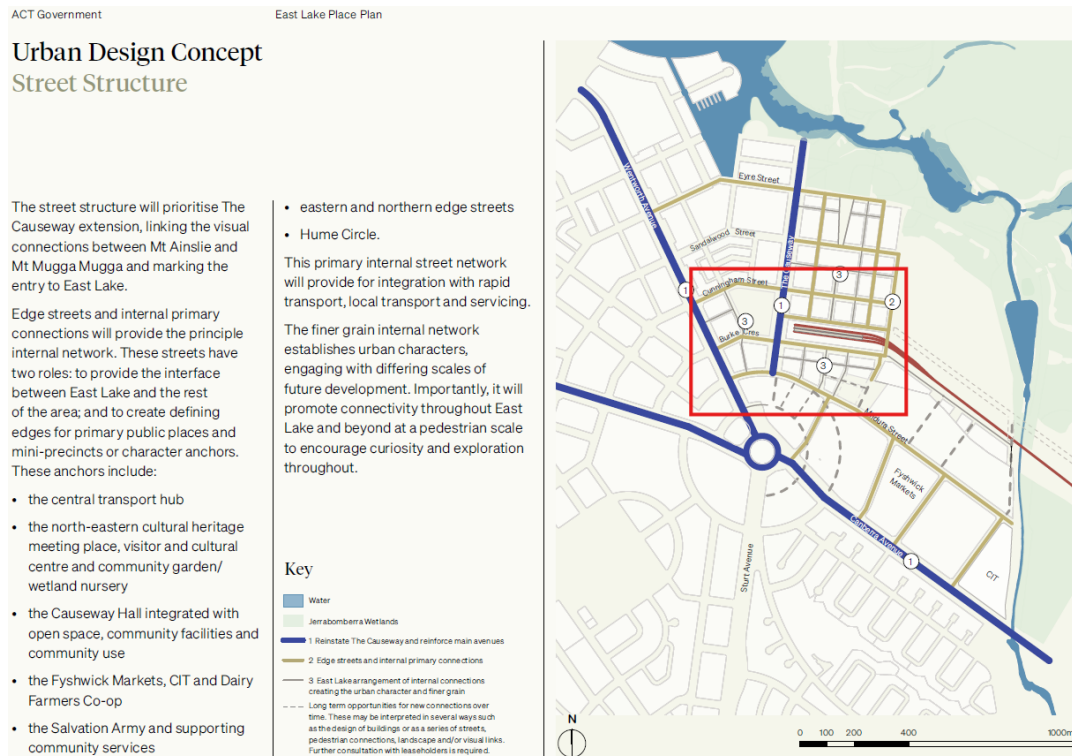 ACT Government
East Lake Place Plan
Urban Design Concept
Street Structure
The street structure will prioritise The
Causeway extension, linking the visual
connections between Mt Ainslie and
Mt Mugga Mugga and marking the
entry to East Lake.
Edge streets and internal primary
connections will provide the principle
internal network. These streets have
two roles: to provide the interface
between East Lake and the rest
of the area; and to create defining
edges for primary public places and
mini-precincts or character anchors.
These anchors include:
• the central transport hub
• the north-eastern cultural heritage
meeting place, visitor and cultural
centre and community garden/
wetland nursery
• the Causeway Hall integrated with
open space, community facilities and
community use
• the Fyshwick Markets, CIT and Dairy
Farmers Co-op
• the Salvation Army and supporting
community services
• eastern and northern edge streets
• Hume Circle.
This primary internal street network
will provide for integration with rapid
transport, local transport and servicing.
The finer grain internal network
establishes urban characters,
engaging with differing scales of
future development. Importantly, it will
promote connectivity throughout East
Lake and beyond at a pedestrian scale
to encourage curiosity and exploration
throughout.
Key
Water
Jerrabomberra Wetlands
1 Reinstate The Causeway and reinforce main avenues
2 Edge streets and internal primary connections
3 East Lake arrangement of internal connections
creating the urban character and finer grain
Long term opportunities for new connections over
time. These may be interpreted in several ways such
as the design of buildings or as a series of streets,
pedestrian connections, landscape and/or visual links.
Further consultation with leaseholders is required.
Wentworth Avenue
Eyre Street
Sandalwood Street
The Causeway
Cunningham Street
Burke Cres
1
1
2
3
3
3
Mildura Street
Fyshwick
Markets
Canberra Avenue
1
CIT
Sturt Avenue
N
0 100 200 400 1000m